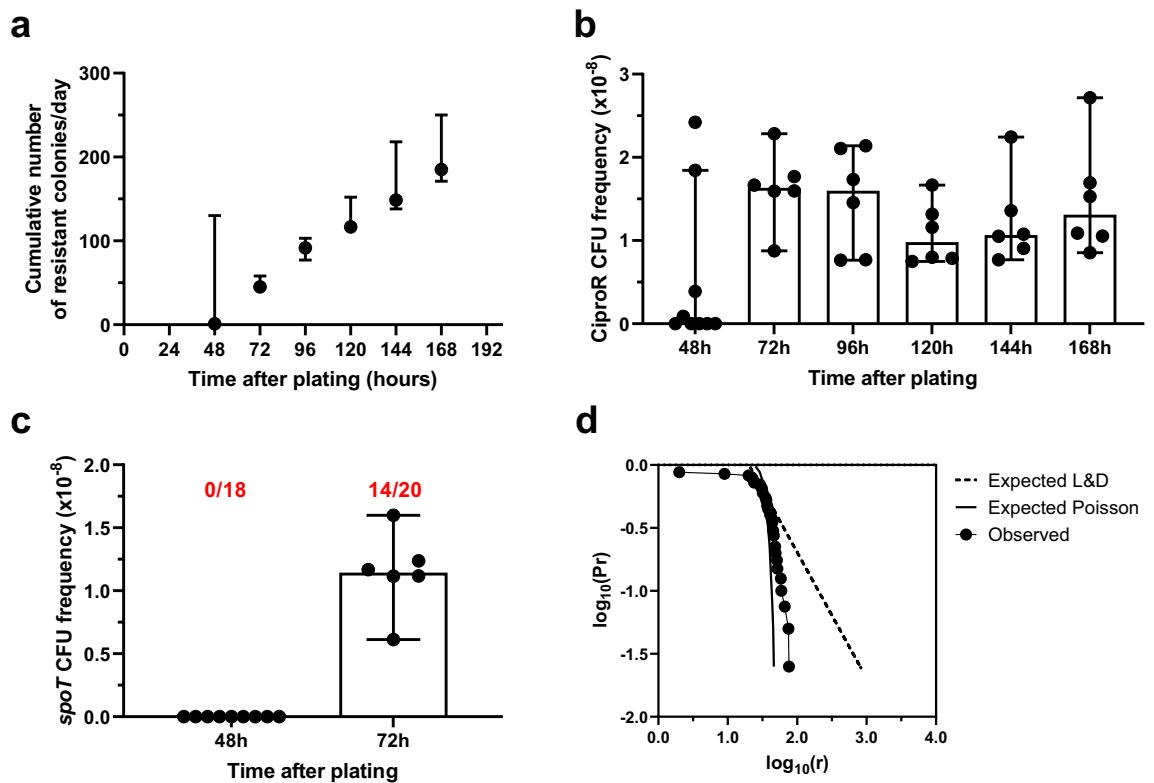 a
Cumulative number
of resistant colonies/day
300
200
100
0
0 24 48 72 96 120 144 168 192
Time after plating (hours)
b
CiproR CFU frequency (x10⁻⁸)
3
2
1
0
48h 72h 96h 120h 144h 168h
Time after plating
c
spoT CFU frequency (x10⁻⁸)
2.0
1.5
1.0
0.5
0.0
0/18 14/20
48h 72h
Time after plating
d
log₁₀(Pr)
0.0
-0.5
-1.0
-1.5
-2.0
0.0 1.0 2.0 3.0 4.0
log₁₀(r)
Expected L&D
Expected Poisson
Observed